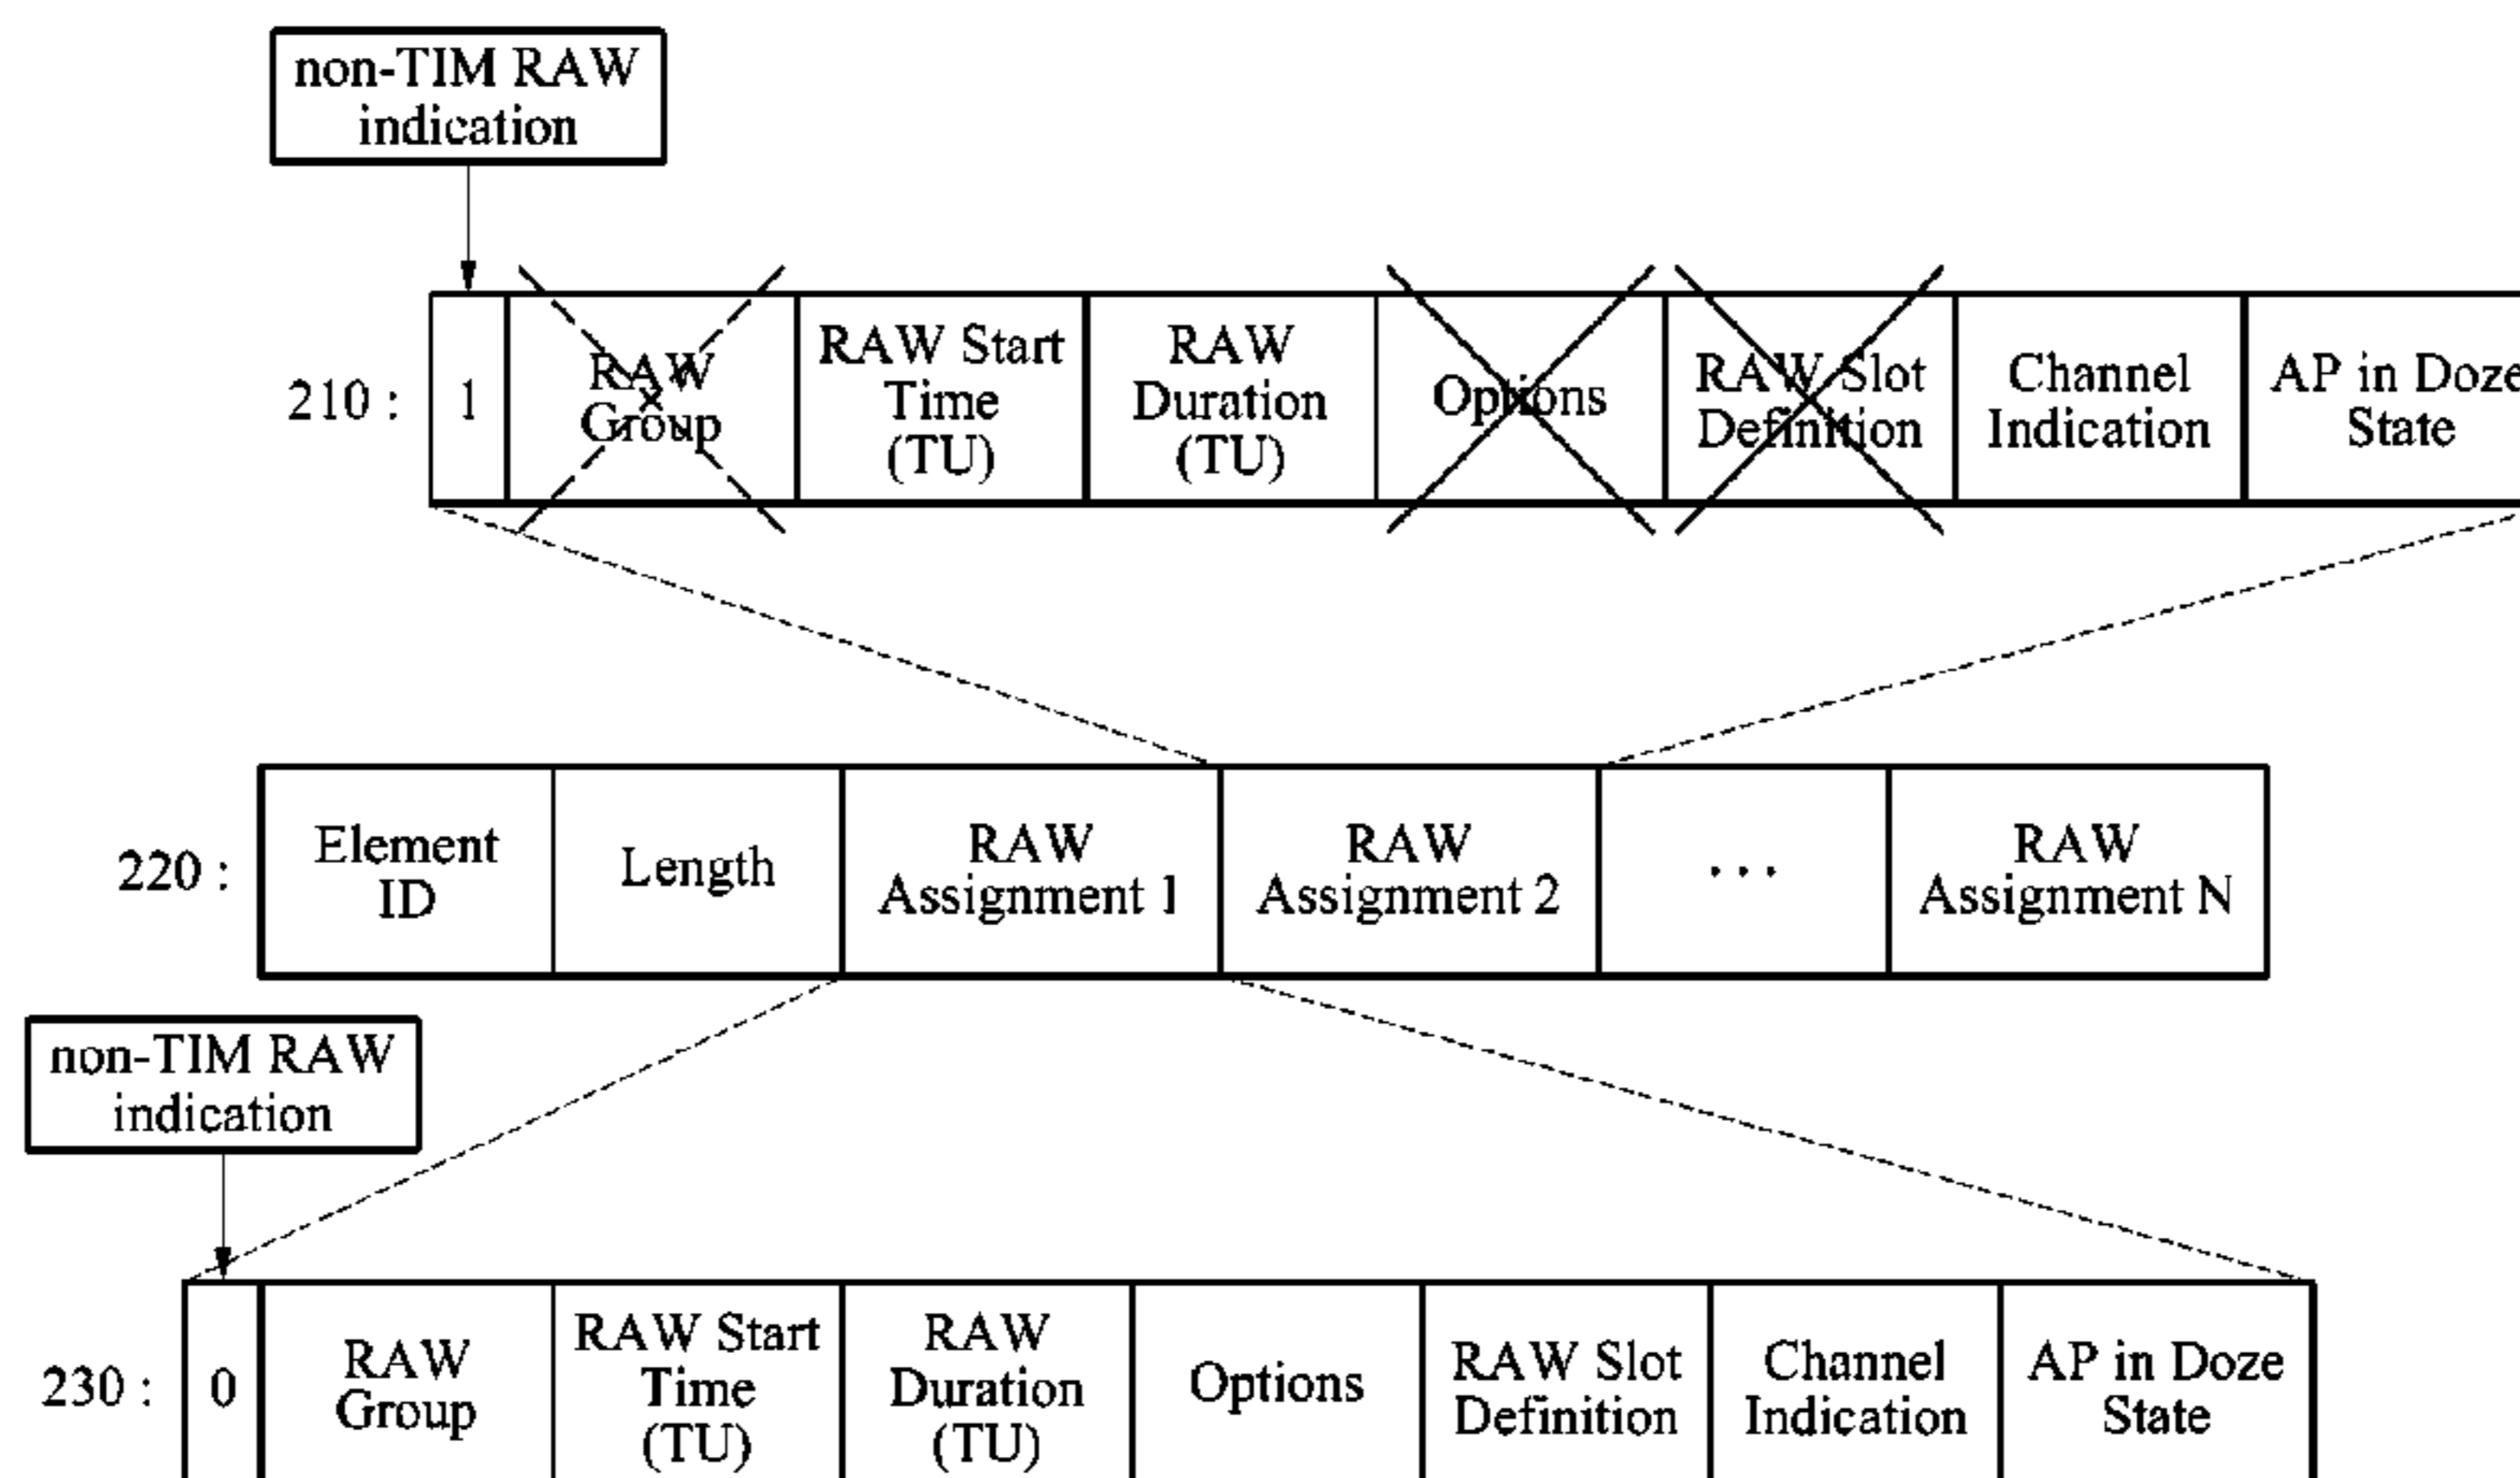 non-TIM RAW
indication
210 :
1
RAW
Group
RAW Start
Time
(TU)
RAW
Duration
(TU)
Options
RAW Slot
Definition
Channel
Indication
AP in Doze
State
220 :
Element
ID
Length
RAW
Assignment 1
RAW
Assignment 2
...
RAW
Assignment N
non-TIM RAW
indication
230 :
0
RAW
Group
RAW Start
Time
(TU)
RAW
Duration
(TU)
Options
RAW Slot
Definition
Channel
Indication
AP in Doze
State